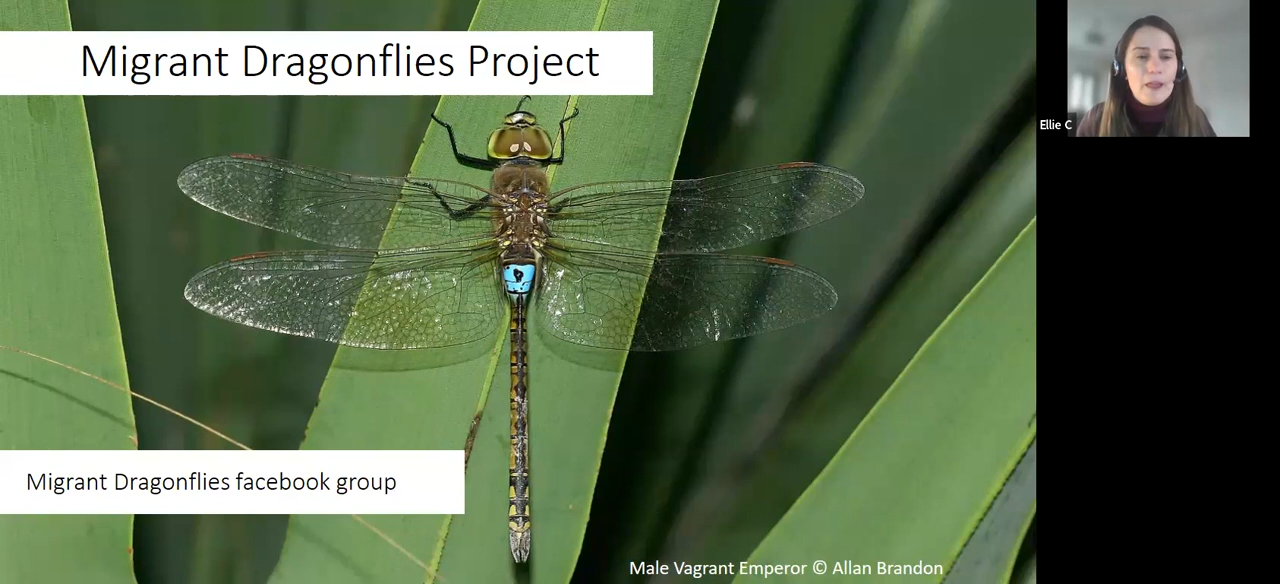 Migrant Dragonflies Project
Ellie C
Migrant Dragonflies facebook group
Male Vagrant Emperor © Allan Brandon